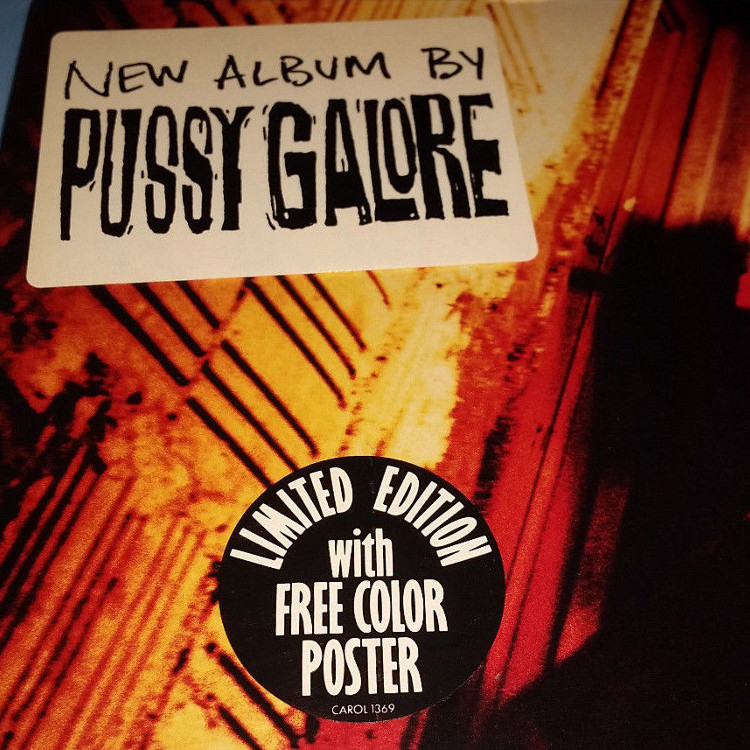 NEW ALBUM BY
PUSSY GALORE
LIMITED EDITION
with
FREE COLOR
POSTER
CAROL 1369